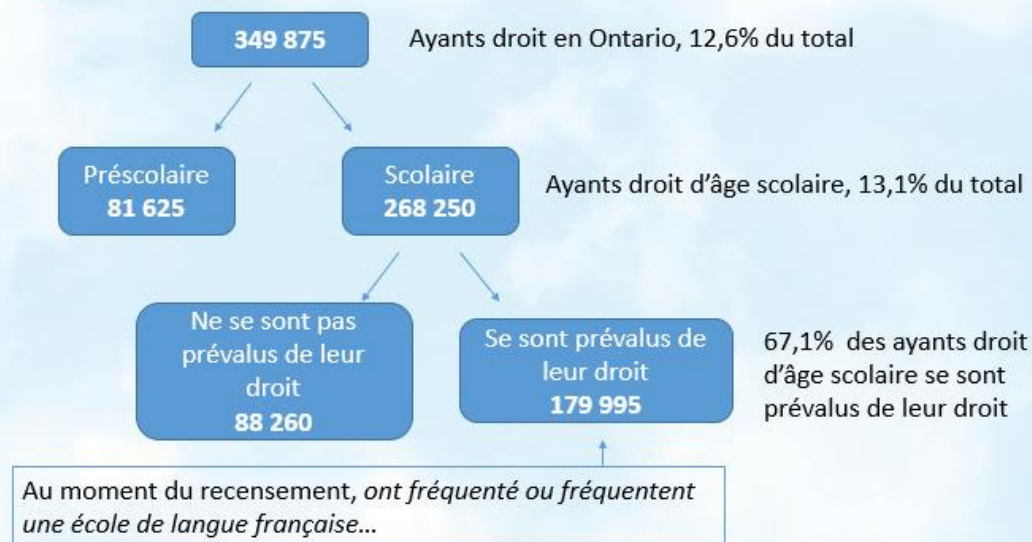 349 875
Ayants droit en Ontario, 12,6% du total
Préscolaire
81 625
Scolaire
268 250
Ayants droit d’âge scolaire, 13,1% du total
Ne se sont pas
prévalus de leur
droit
88 260
Se sont prévalus de
leur droit
179 995
67,1% des ayants droit
d’âge scolaire se sont
prévalus de leur droit
Au moment du recensement, ont fréquenté ou fréquentent
une école de langue française...